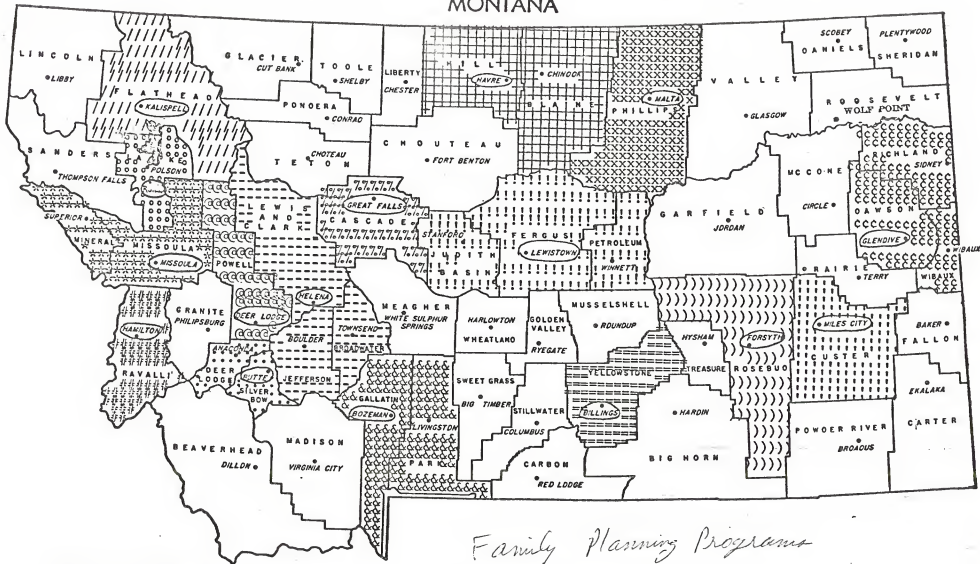 MONTANA
LINCOLN
LIBBY
FLATHEAD
KALISPELL
GLACIER
CUT BANK
TOOLE
SHELBY
LIBERTY
CHESTER
HILL
HAVRE
CHINOOK
BLAINE
PHILLIPS
MALTA
VALLEY
GLASGOW
SCOBEY
DANIELS
PLENTYWOOD
SHERIDAN
ROOSEVELT
WOLF POINT
PONDERA
CONRAD
SANDERS
THOMPSON FALLS
POLSON
TETON
CHOTEAU
CHOUTEAU
FORT BENTON
MCCONE
CIRCLE
RICHLAND
SIDNEY
DAWSON
GLENDIVE
WIBAUX
WIBAUX
SUPERIOR
MINERAL
MISSOULA
MISSOULA
POWELL
LEWIS
AND
CLARK
GREAT FALLS
CASCADE
STANFORD
JUDITH
BASIN
FERGUS
LEWISTOWN
PETROLEUM
WINNETT
GARFIELD
JORDAN
PRAIRIE
TERRY
HAMILTON
RAVALLI
GRANITE
PHILIPSBURG
DEER LODGE
HELENA
BOULDER
TOWNSEND
BROADWATER
MEAGHER
WHITE SULPHUR
SPRINGS
HARLOWTON
WHEATLAND
GOLDEN
VALLEY
RYEGATE
MUSSELSHELL
ROUNDUP
HYSHAM
TREASURE
FORSYTH
ROSEBUD
MILES CITY
CUSTER
BAKER
FALLON
ANACONDA
DEER
LODGE
BUTTE
SILVER
BOW
JEFFERSON
GALLATIN
BOZEMAN
LIVINGSTON
PARK
SWEET GRASS
BIG TIMBER
STILLWATER
COLUMBUS
YELLOWSTONE
BILLINGS
HARDIN
BIG HORN
POWDER RIVER
BROADUS
EKALAKA
CARTER
BEAVERHEAD
DILLON
MADISON
VIRGINIA CITY
CARBON
RED LODGE
Family Planning Programs